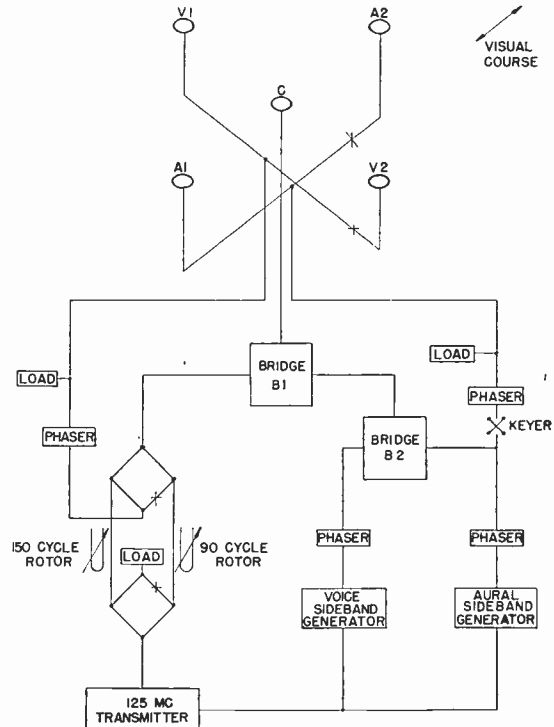 V1
A2
VISUAL
COURSE
C
A1
V2
LOAD
BRIDGE
B1
LOAD
PHASER
KEYER
PHASER
BRIDGE
B2
150 CYCLE
ROTOR
LOAD
90 CYCLE
ROTOR
PHASER
PHASER
VOICE
SIDEBAND
GENERATOR
AURAL
SIDEBAND
GENERATOR
125 MC
TRANSMITTER